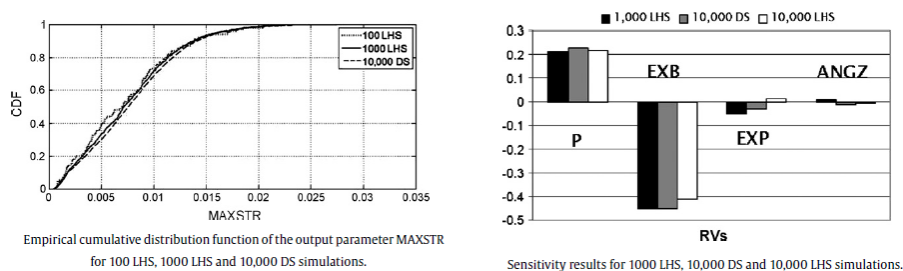 1
0.8
0.6
0.4
0.2
0
CDF
100 LHS
1000 LHS
10,000 DS
0 0.005 0.01 0.015 0.02 0.025 0.03 0.035
MAXSTR
Empirical cumulative distribution function of the output parameter MAXSTR
for 100 LHS, 1000 LHS and 10,000 DS simulations.
1,000 LHS 10,000 DS 10,000 LHS
0.3
0.2
0.1
0
-0.1
-0.2
-0.3
-0.4
-0.5
EXB
ANGZ
P
EXP
RVs
Sensitivity results for 1000 LHS, 10,000 DS and 10,000 LHS simulations.